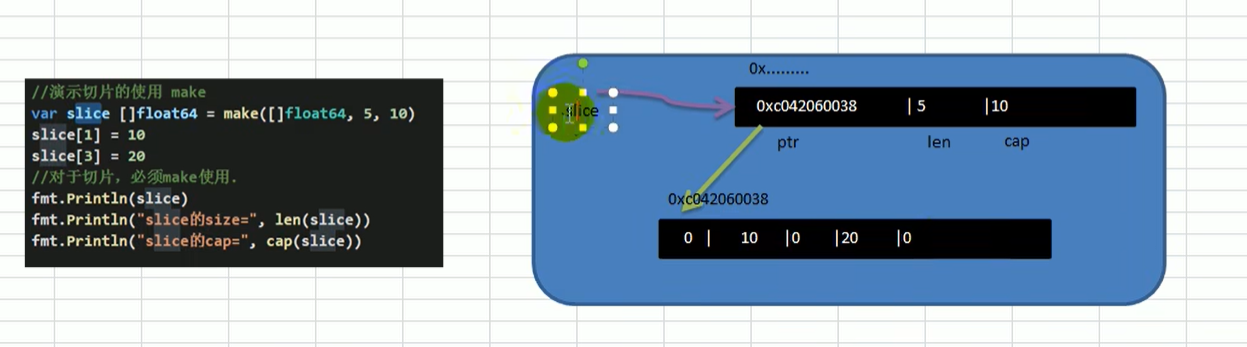 //演示切片的使用 make
var slice []float64 = make([]float64, 5, 10)
slice[1] = 10
slice[3] = 20
//对于切片，必须make使用.
fmt.Println(slice)
fmt.Println("slice的size=", len(slice))
fmt.Println("slice的cap=", cap(slice))
slice
0x.........
0xc042060038 |5 |10
ptr len cap
0xc042060038
0 | 10 |0 |20 |0